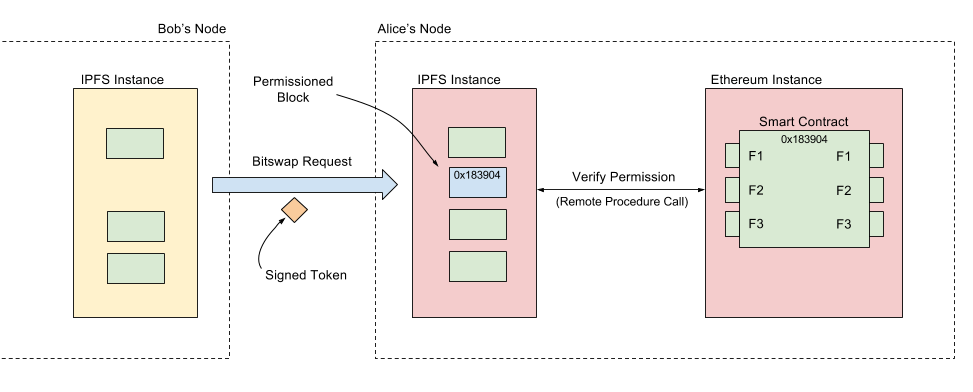 Bob's Node
Alice's Node
IPFS Instance
Permissioned
Block
IPFS Instance
Ethereum Instance
Smart Contract
0x183904
F1 F1
F2 F2
F3 F3
Bitswap Request
0x183904
Verify Permission
(Remote Procedure Call)
Signed Token